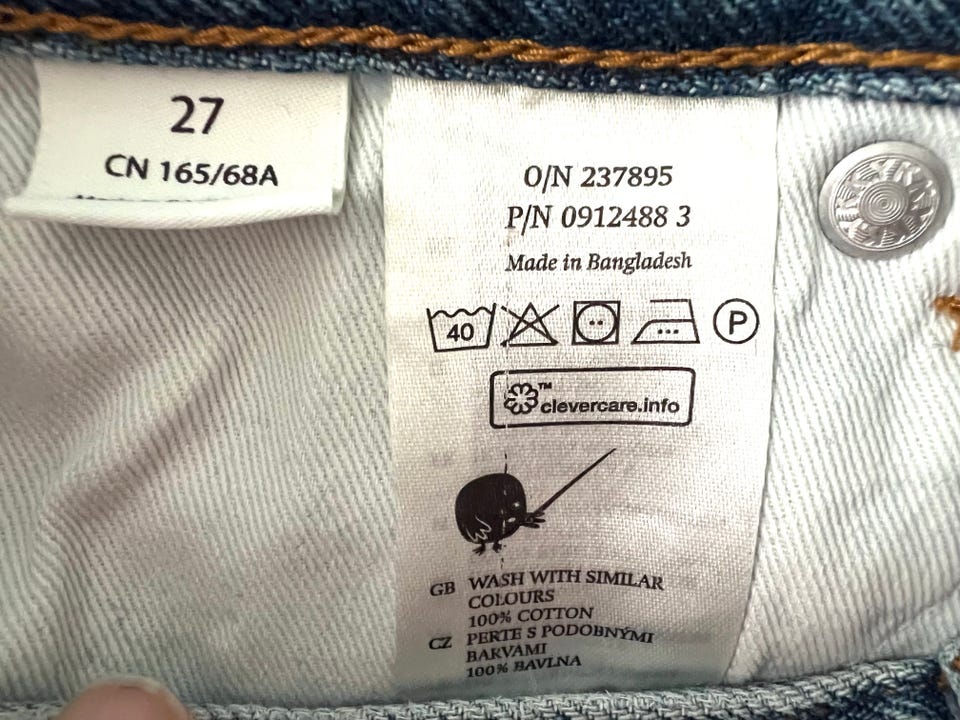 27
CN 165/68A
O/N 237895
P/N 0912488 3
Made in Bangladesh
40 P
™ clevercare.info
GB WASH WITH SIMILAR
COLOURS
100% COTTON
CZ PERTE S PODOBNÝMI
BARVAMI
100% BAVLNA